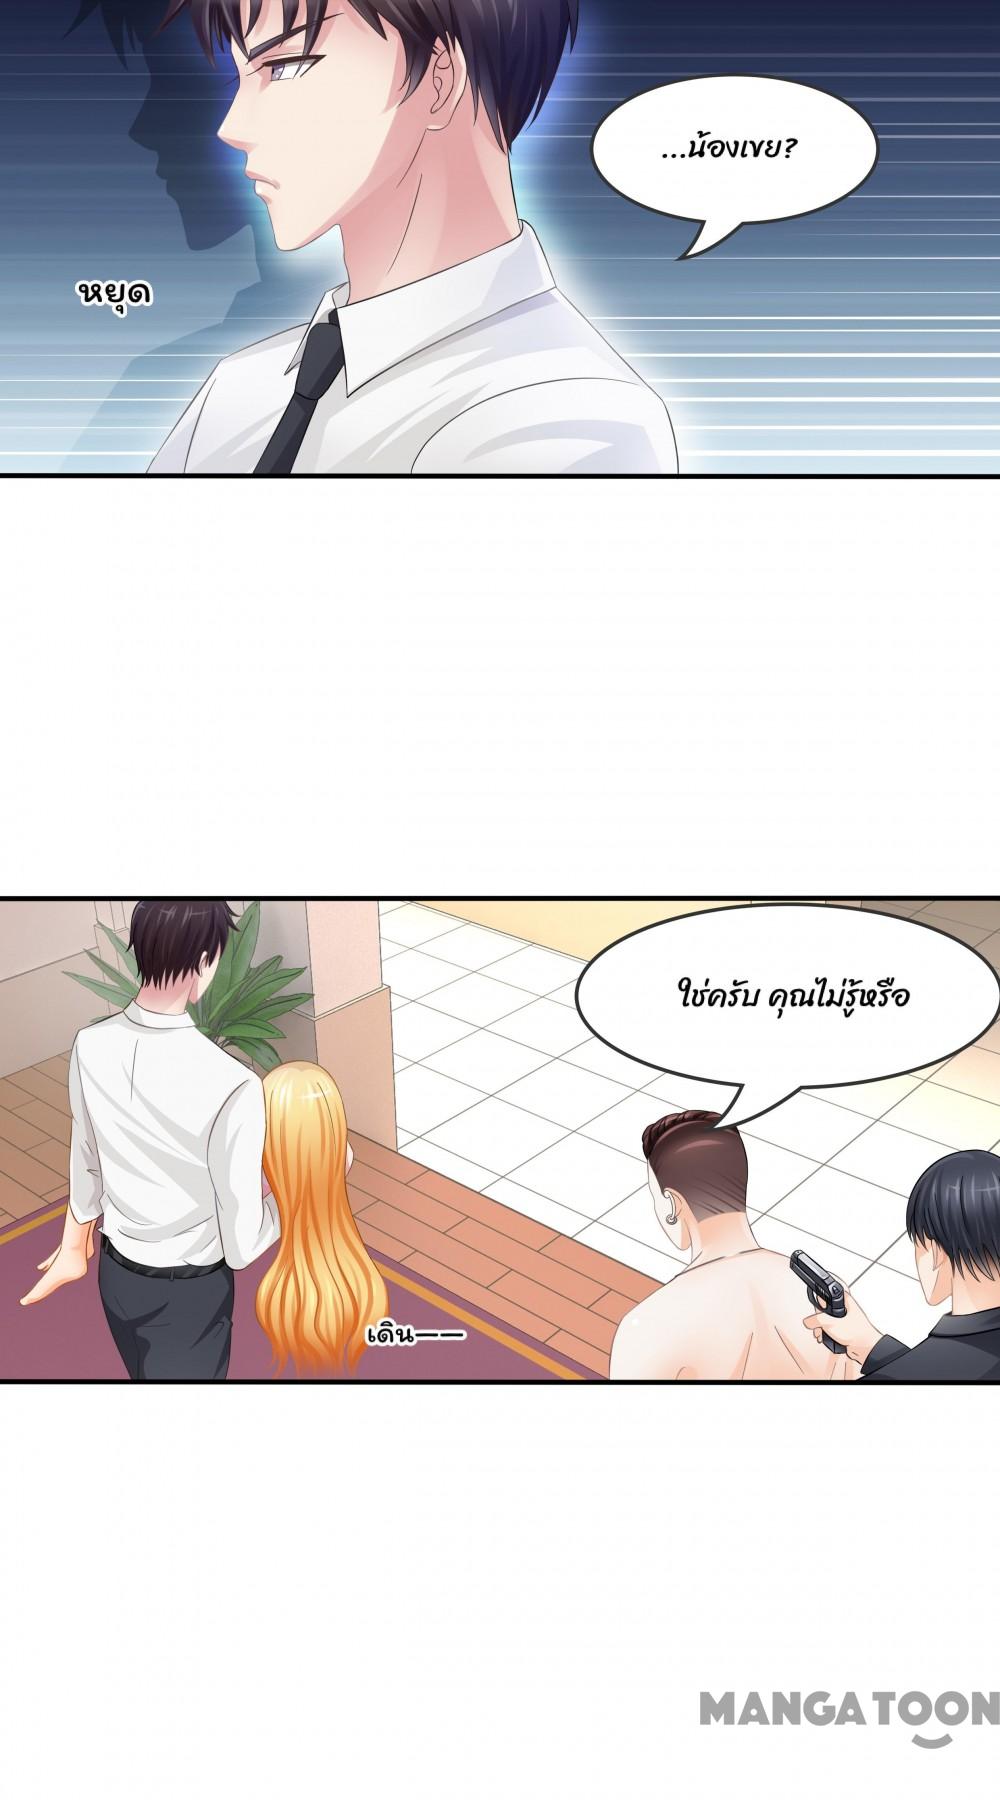 ...น้องเขย?
หยุด
ใช่ครับ คุณไม่รู้หรือ
เดิน——
MANGATOON